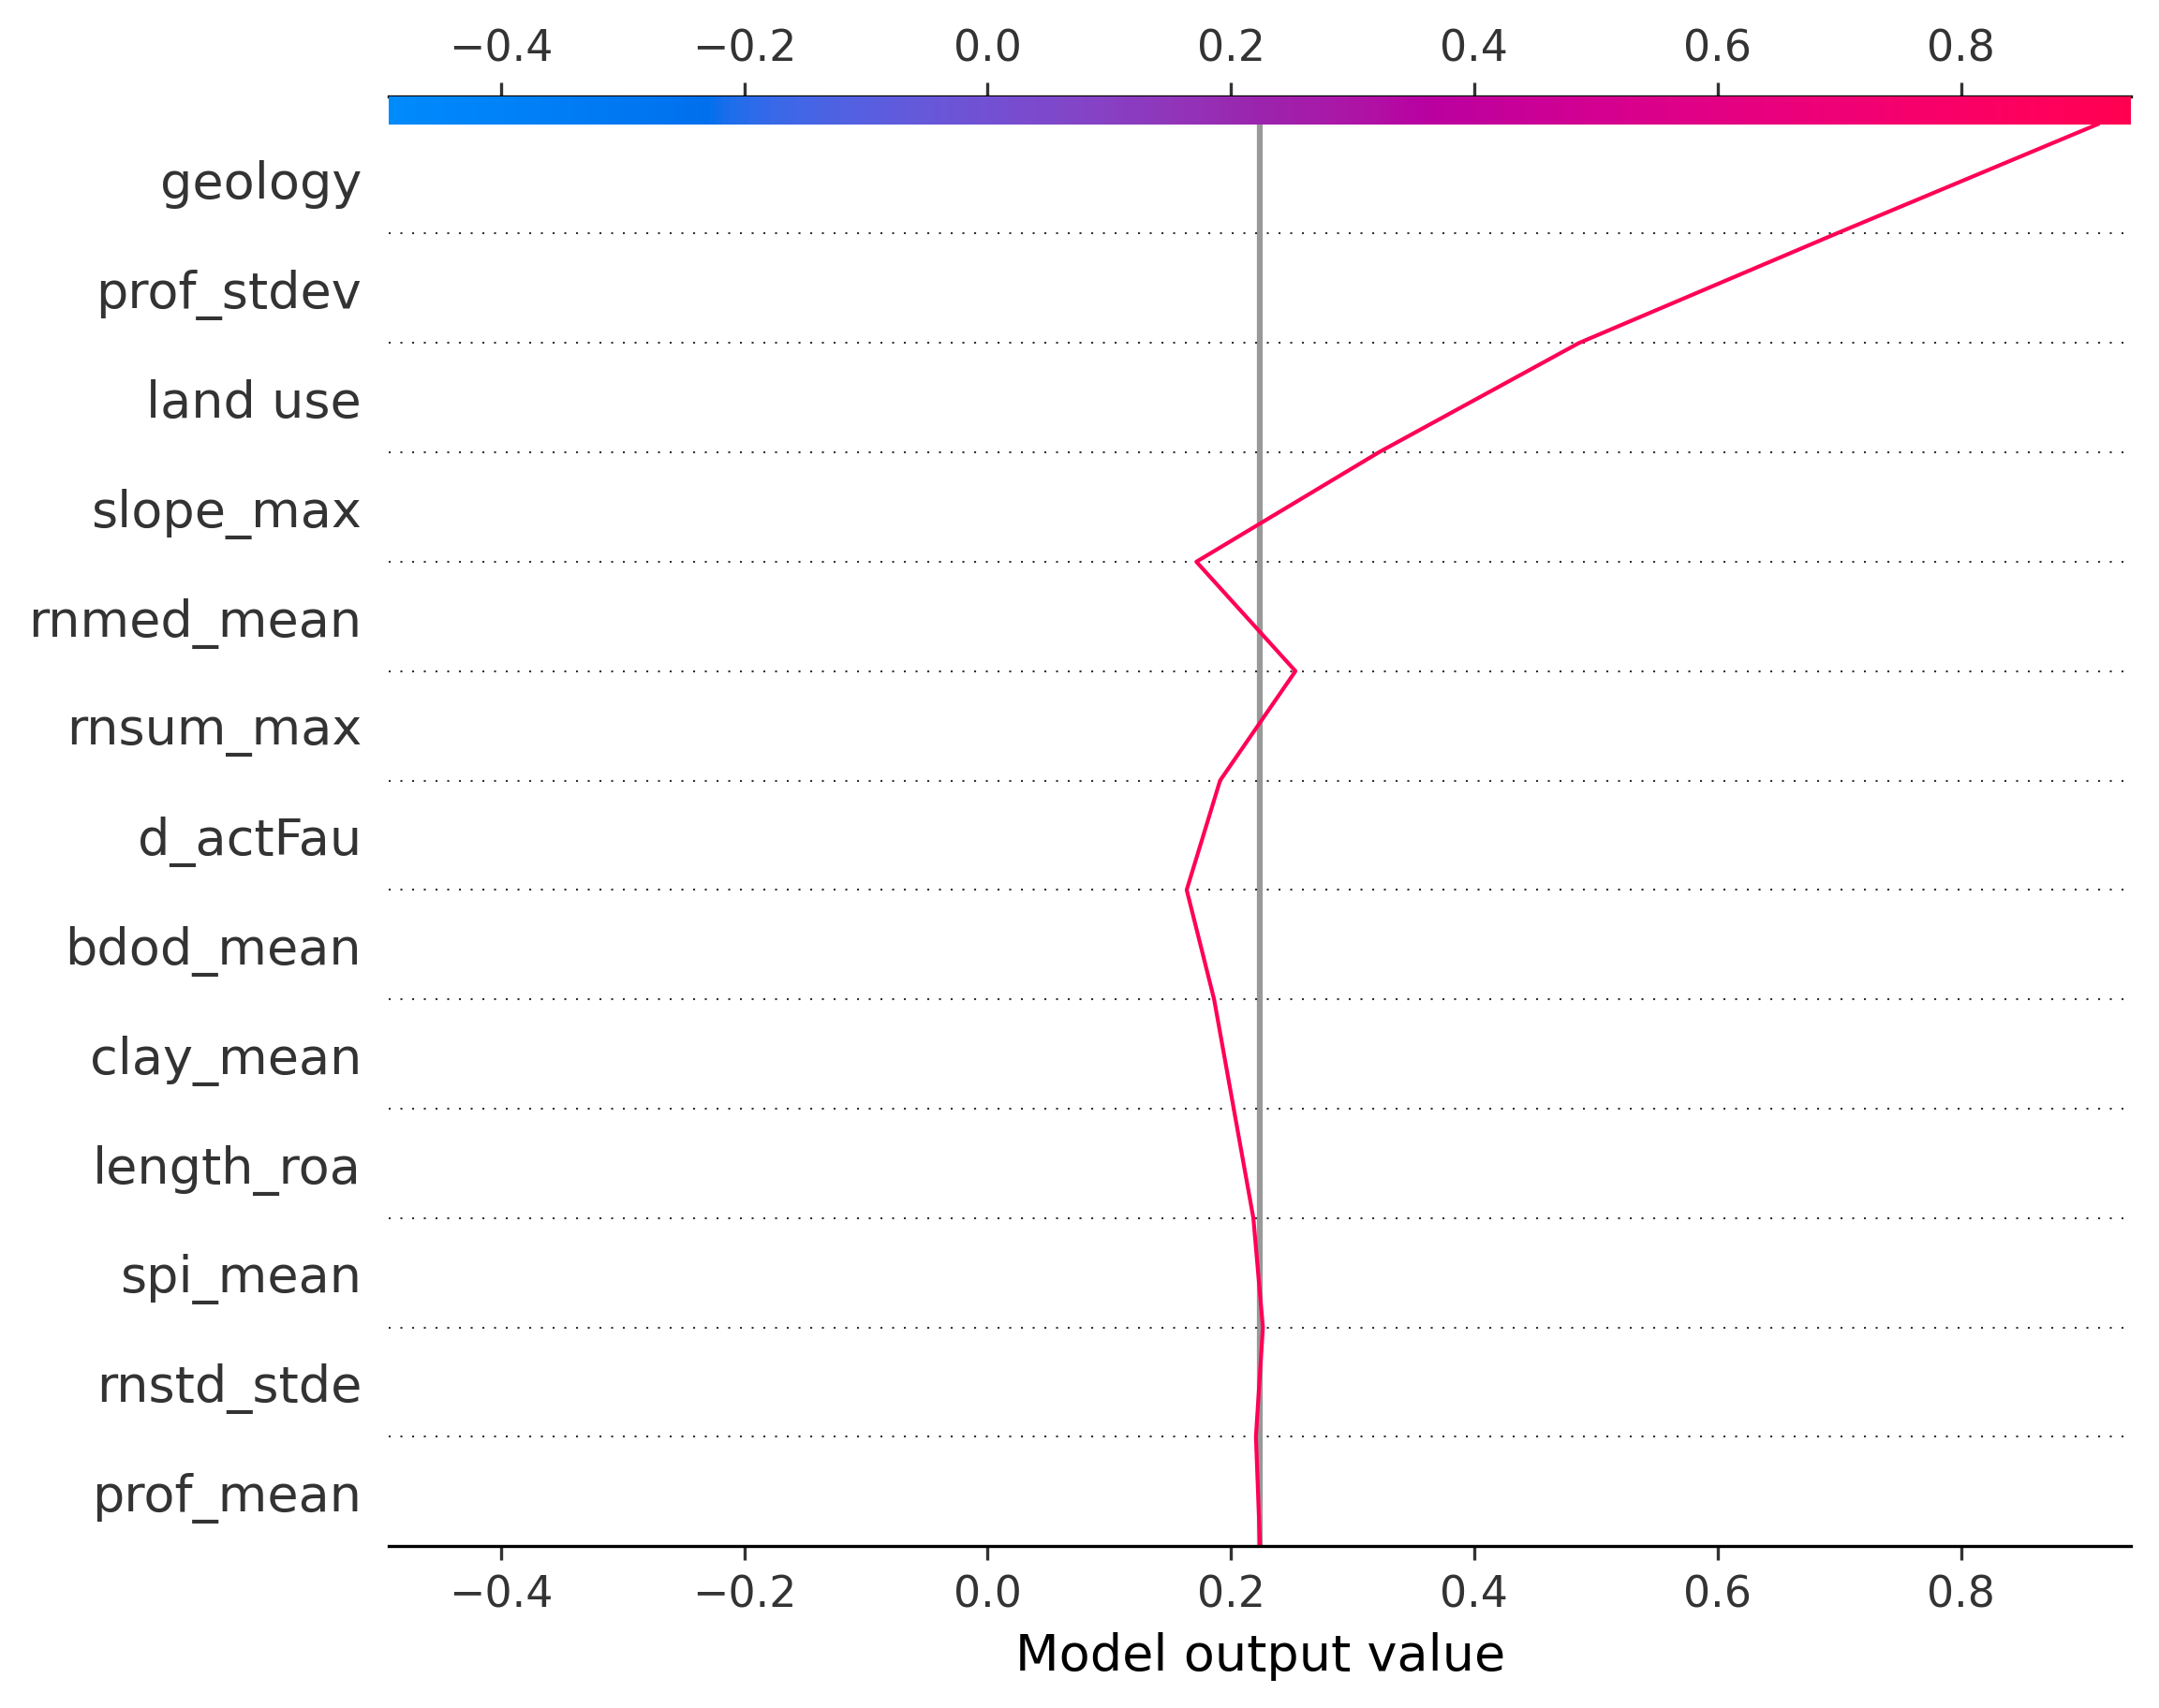 −0.4 −0.2 0.0 0.2 0.4 0.6 0.8
geology
prof_stdev
land use
slope_max
rnmed_mean
rnsum_max
d_actFau
bdod_mean
clay_mean
length_roa
spi_mean
rnstd_stde
prof_mean
−0.4 −0.2 0.0 0.2 0.4 0.6 0.8
Model output value